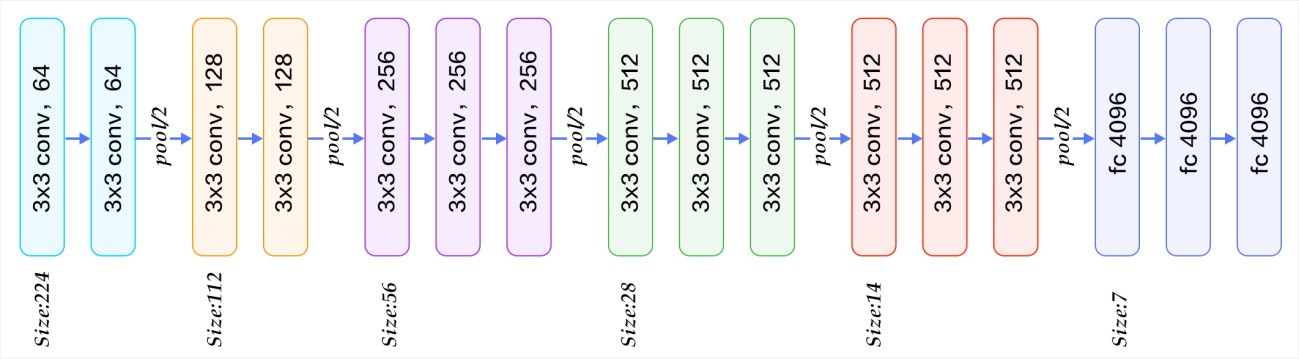 3x3 conv, 64
3x3 conv, 64
pool/2
3x3 conv, 128
3x3 conv, 128
pool/2
3x3 conv, 256
3x3 conv, 256
3x3 conv, 256
pool/2
3x3 conv, 512
3x3 conv, 512
3x3 conv, 512
pool/2
3x3 conv, 512
3x3 conv, 512
3x3 conv, 512
pool/2
fc 4096
fc 4096
fc 4096
Size:224
Size:112
Size:56
Size:28
Size:14
Size:7